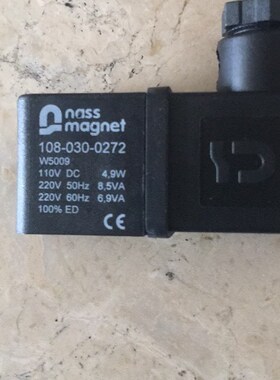 nass
magnet
108-030-0272
W5009
110V DC 4,9W
220V 50Hz 8,5VA
220V 60Hz 6,9VA
100% ED CE